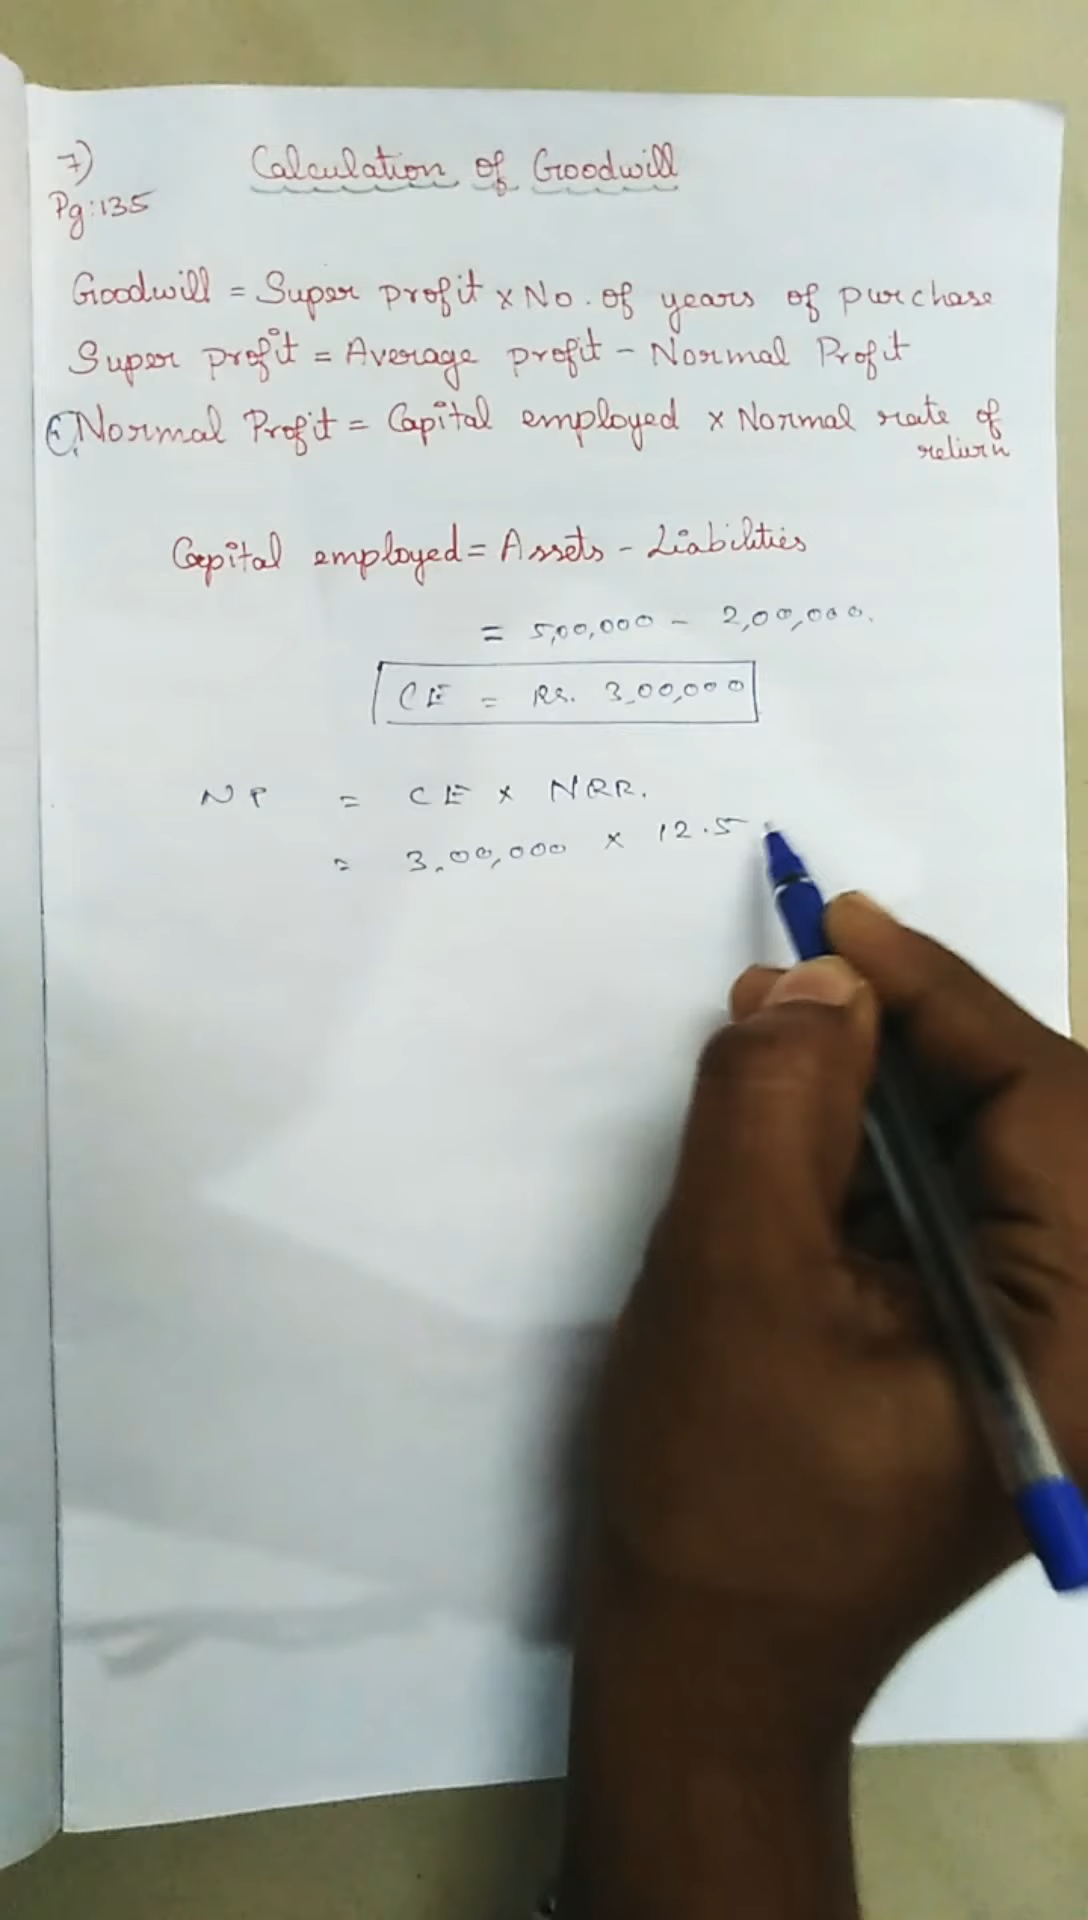 7)
Calculation of Goodwill
Pg:135
Goodwill = Super profit x No. of years of purchase
Super profit = Average profit - Normal Profit
Normal Profit = Capital employed x Normal rate of
return
Capital employed = Assets - Liabilities
= 5,00,000 - 2,00,000.
CE = Rs. 3,00,000
NP = CE x NRR.
= 3,00,000 x 12.5